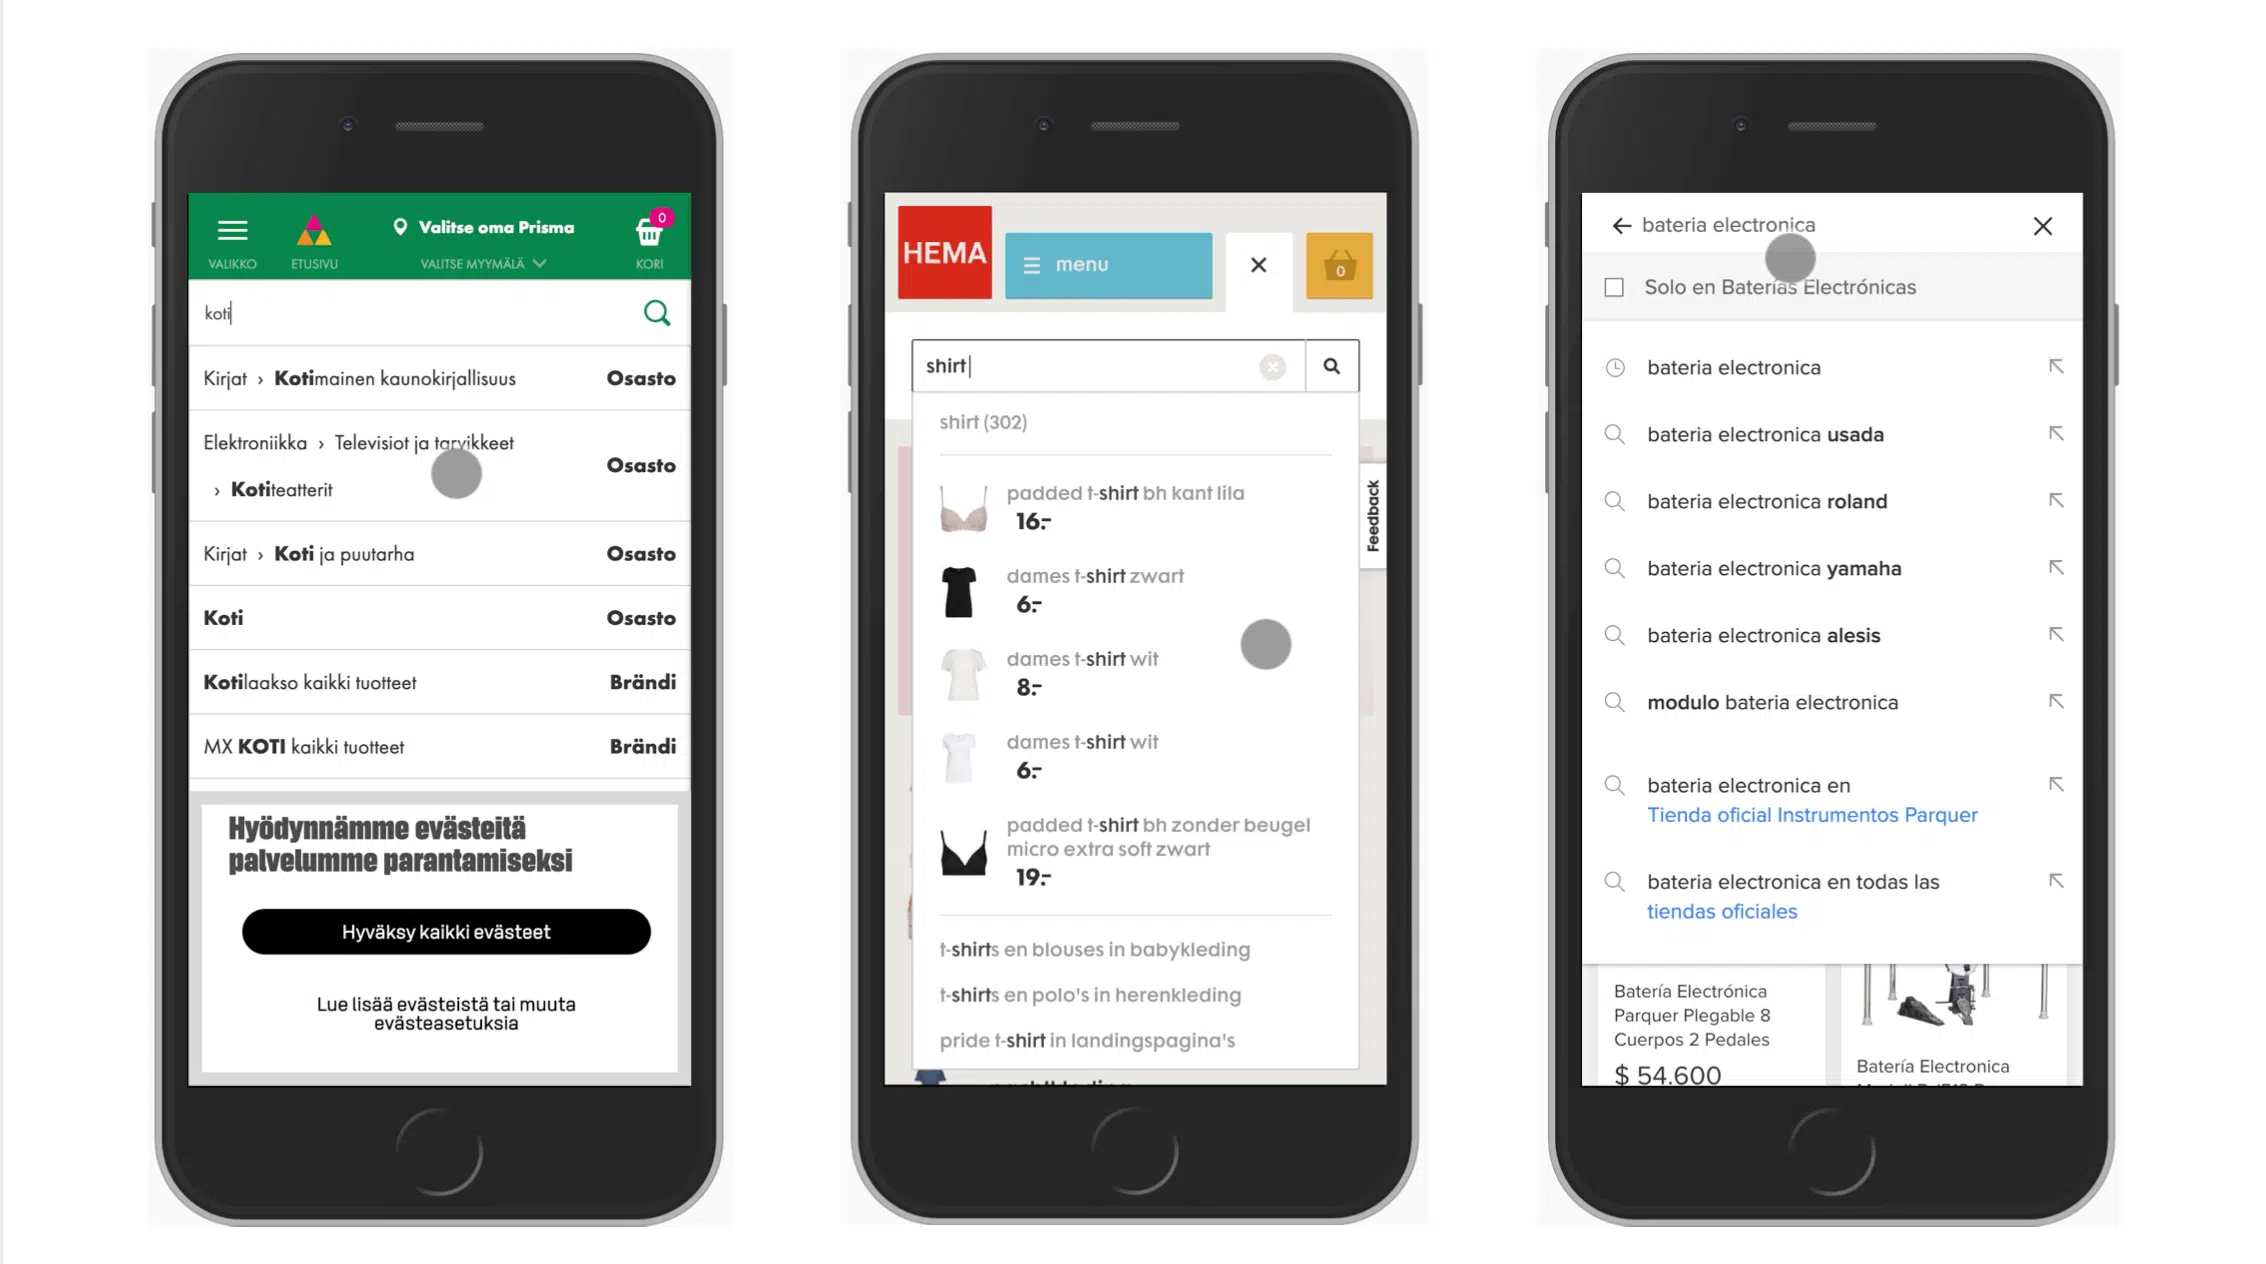 Valitse oma Prisma
0
VALIKKO
ETUSIVU
VALITSE MYYMÄLÄ
KORI
koti
Kirjat › Kotimainen kaunokirjallisuus Osasto
Elektroniikka › Televisiot ja tarvikkeet
› Kotiteatterit
Osasto
Kirjat › Koti ja puutarha Osasto
Koti Osasto
Kotilaakso kaikki tuotteet Brändi
MX KOTI kaikki tuotteet Brändi
Hyödynnämme evästeitä
palvelumme parantamiseksi
Hyväksy kaikki evästeet
Lue lisää evästeistä tai muuta
evästeasetuksia
HEMA
menu
0
shirt
shirt (302)
padded t-shirt bh kant lila
16.-
dames t-shirt zwart
6.-
dames t-shirt wit
8.-
dames t-shirt wit
6.-
padded t-shirt bh zonder beugel
micro extra soft zwart
19.-
t-shirts en blouses in babykleding
t-shirts en polo's in herenkleding
pride t-shirt in landingspagina's
Feedback
bateria electronica
Solo en Baterías Electrónicas
bateria electronica
bateria electronica usada
bateria electronica roland
bateria electronica yamaha
bateria electronica alesis
modulo bateria electronica
bateria electronica en
Tienda oficial Instrumentos Parquer
bateria electronica en todas las
tiendas oficiales
Batería Electrónica
Parquer Plegable 8
Cuerpos 2 Pedales
$ 54.600
Batería Electronica